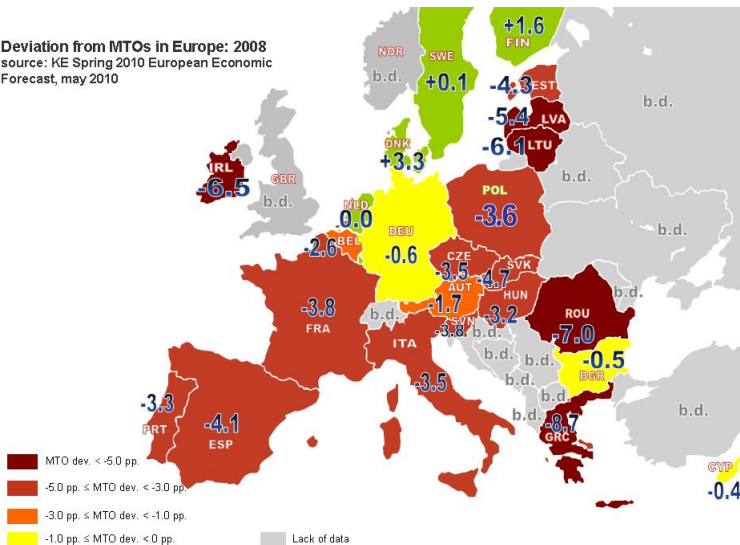 Deviation from MTOs in Europe: 2008
source: KE Spring 2010 European Economic
Forecast, may 2010
NOR
b.d.
SWE
+0.1
+1.6
FIN
-4.3
EST
-5.4
LVA
-6.1
LTU
b.d.
DNK
+3.3
IRL
-6.5
GBR
b.d.
NLD
0.0
DEU
-0.6
POL
-3.6
b.d.
b.d.
-2.6
BEL
CZE
-3.5
SVK
-4.7
AUT
-1.7
HUN
-3.2
b.d.
-3.8
FRA
b.d.
SVN
-3.8
b.d.
ROU
-7.0
ITA
-3.5
b.d.
b.d.
-0.5
BGR
b.d.
b.d.
b.d.
-3.3
PRT
-4.1
ESP
-8.7
GRC
b.d.
CYP
-0.4
MTO dev. < -5.0 pp.
-5.0 pp. ≤ MTO dev. < -3.0 pp.
-3.0 pp. ≤ MTO dev. < -1.0 pp.
-1.0 pp. ≤ MTO dev. < 0 pp.
Lack of data